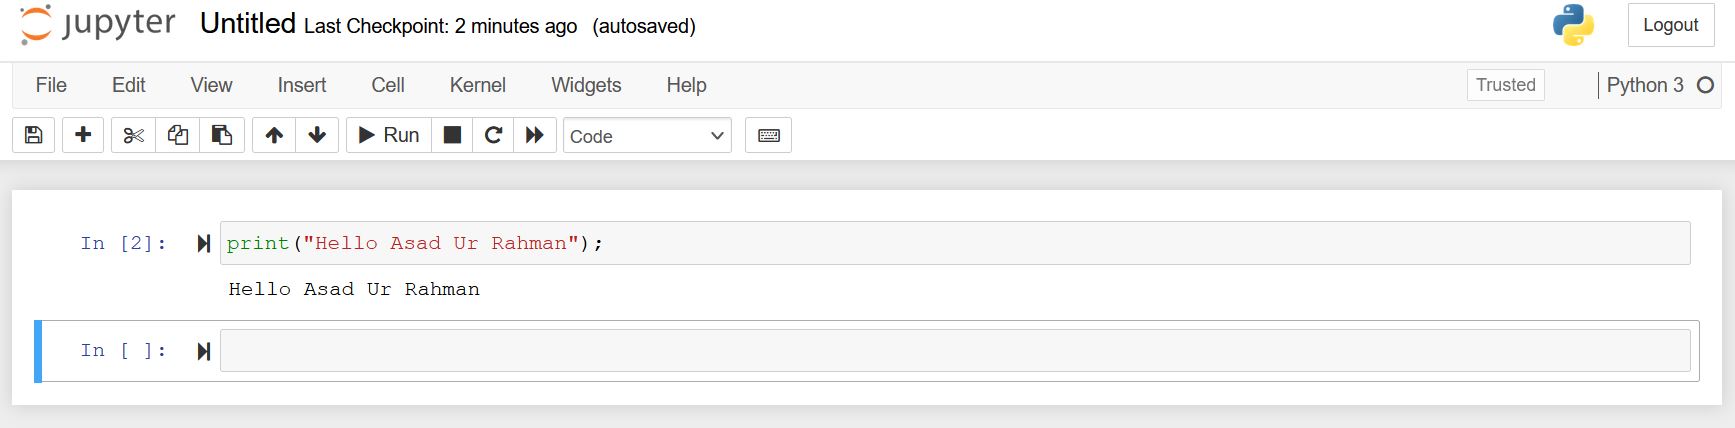 jupyter Untitled Last Checkpoint: 2 minutes ago (autosaved) Logout
File Edit View Insert Cell Kernel Widgets Help Trusted Python 3
Run Code
In [2]: print("Hello Asad Ur Rahman");
Hello Asad Ur Rahman
In [ ]: